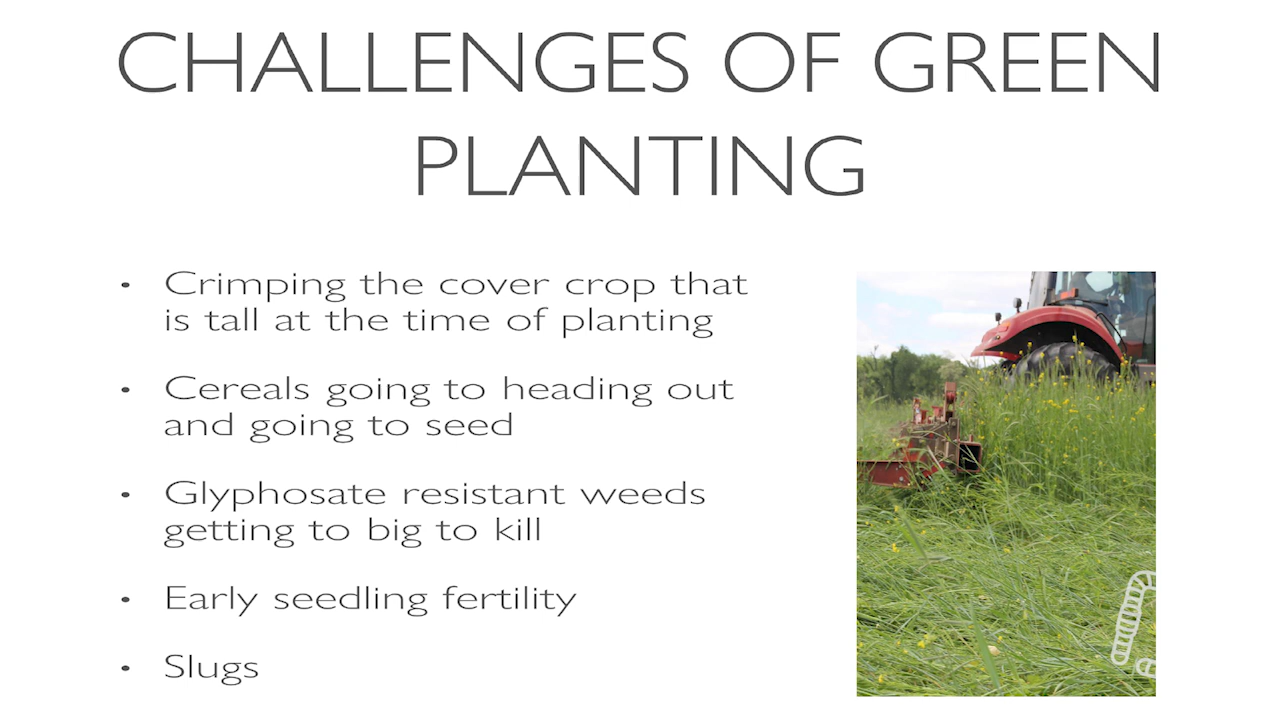 CHALLENGES OF GREEN
PLANTING
• Crimping the cover crop that
is tall at the time of planting
• Cereals going to heading out
and going to seed
• Glyphosate resistant weeds
getting to big to kill
• Early seedling fertility
• Slugs